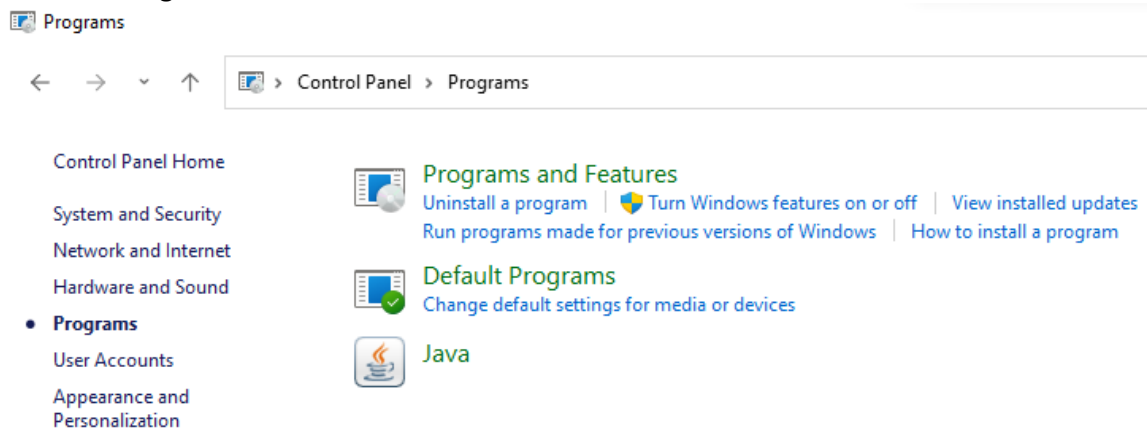 Programs
Control Panel > Programs
Control Panel Home
System and Security
Network and Internet
Hardware and Sound
Programs
User Accounts
Appearance and
Personalization
Programs and Features
Uninstall a program | Turn Windows features on or off | View installed updates
Run programs made for previous versions of Windows | How to install a program
Default Programs
Change default settings for media or devices
Java